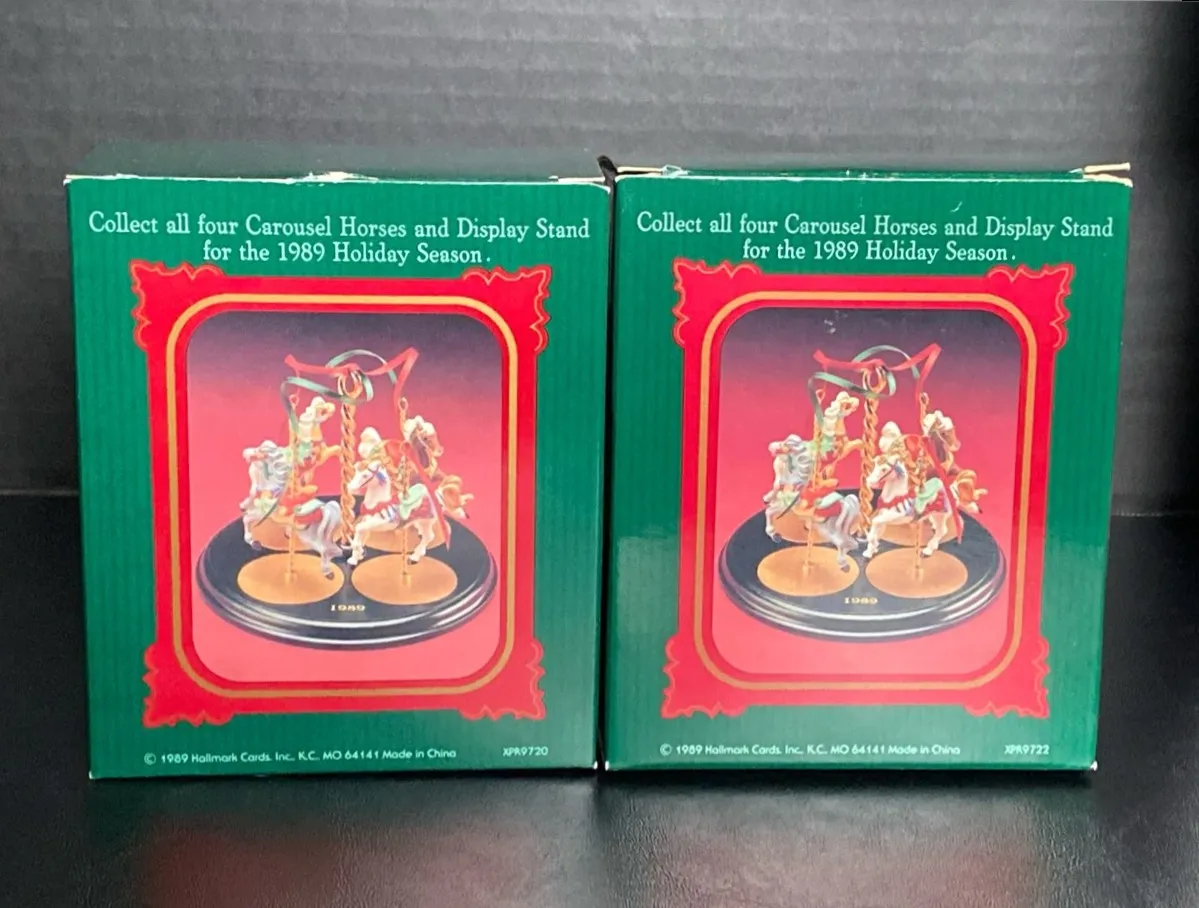 Collect all four Carousel Horses and Display Stand
for the 1989 Holiday Season.
1989
© 1989 Hallmark Cards, Inc., K.C., MO 64141 Made in China XPR9720
Collect all four Carousel Horses and Display Stand
for the 1989 Holiday Season.
1989
© 1989 Hallmark Cards, Inc., K.C. MO 64141 Made in China XPR9722